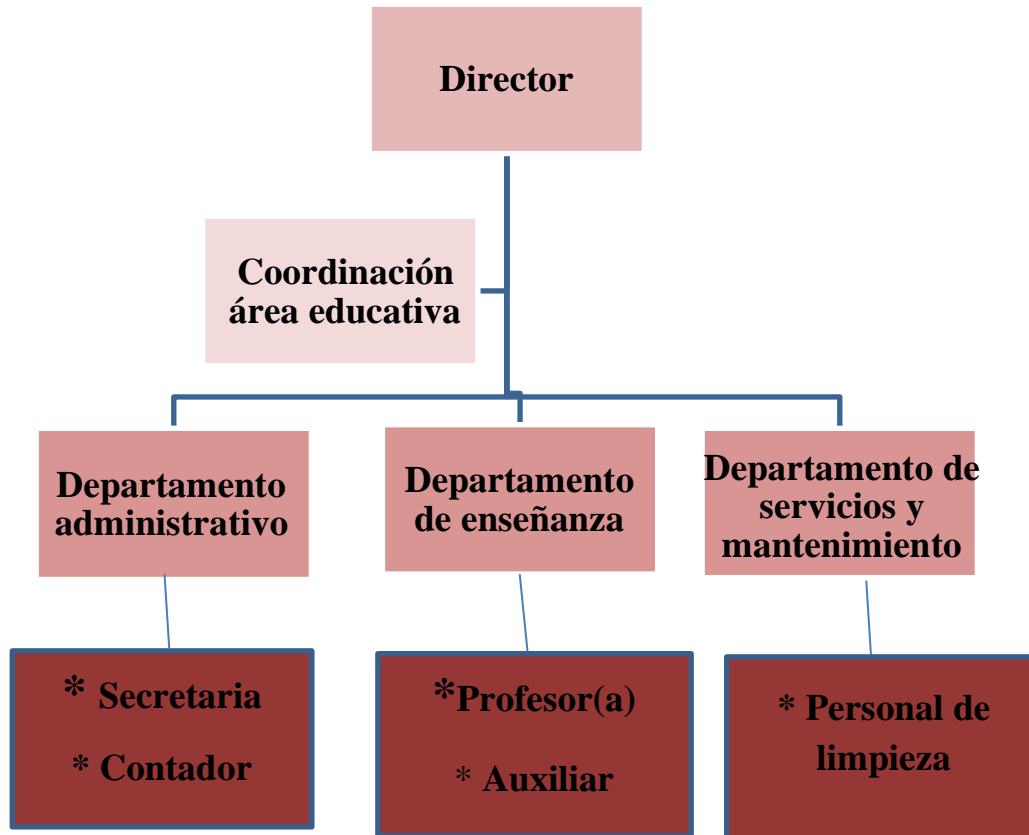 Director
Coordinación
área educativa
Departamento
administrativo
Departamento
de enseñanza
Departamento de
servicios y
mantenimiento
* Secretaria
* Contador
*Profesor(a)
* Auxiliar
* Personal de
limpieza